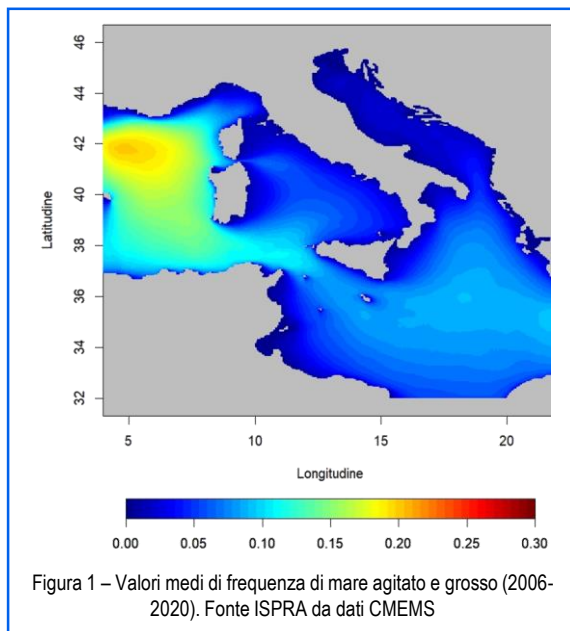 46
44
42
40
38
36
34
32
Latitudine
5 10 15 20
Longitudine
0.00 0.05 0.10 0.15 0.20 0.25 0.30
Figura 1 – Valori medi di frequenza di mare agitato e grosso (2006-
2020). Fonte ISPRA da dati CMEMS